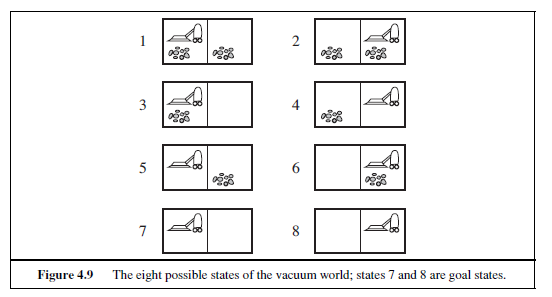 1 2
3 4
5 6
7 8
Figure 4.9 The eight possible states of the vacuum world; states 7 and 8 are goal states.